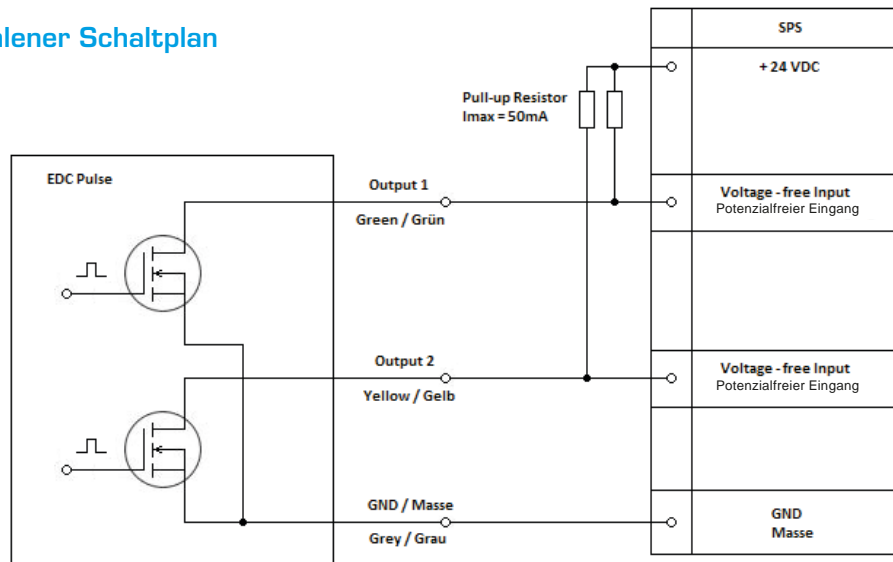 Schaltplan
SPS
+ 24 VDC
Pull-up Resistor
Imax = 50mA
EDC Pulse
Output 1
Green / Grün
Voltage - free Input
Potenzialfreier Eingang
Output 2
Yellow / Gelb
Voltage - free Input
Potenzialfreier Eingang
GND / Masse
Grey / Grau
GND
Masse